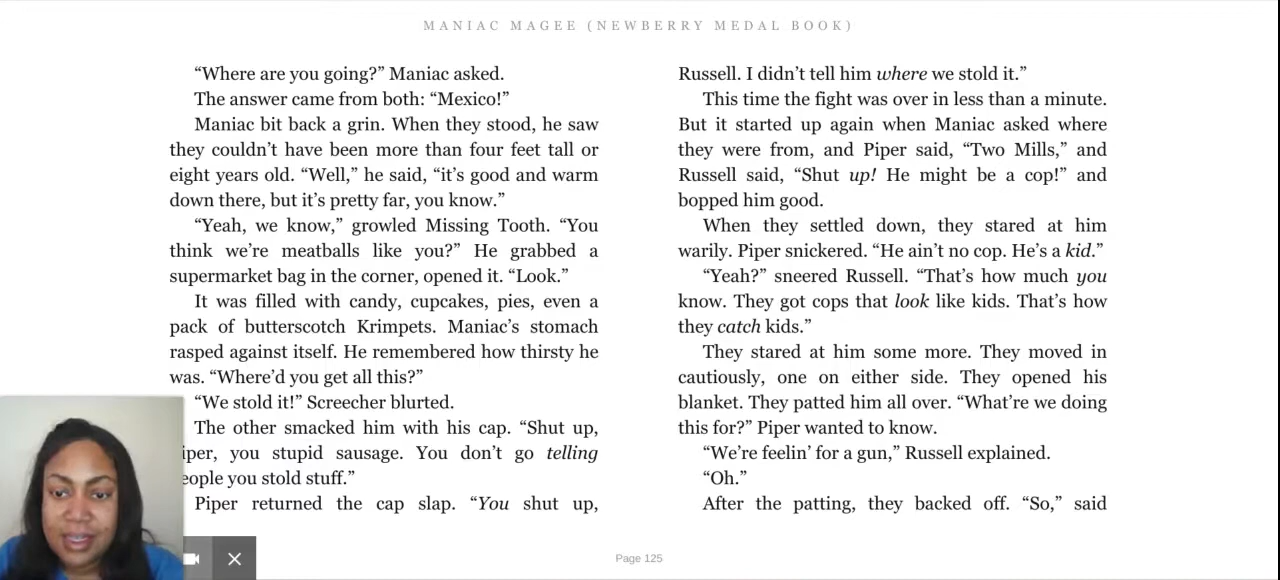 MANIAC MAGEE (NEWBERRY MEDAL BOOK)
“Where are you going?” Maniac asked.
The answer came from both: “Mexico!”
Maniac bit back a grin. When they stood, he saw
they couldn’t have been more than four feet tall or
eight years old. “Well,” he said, “it’s good and warm
down there, but it’s pretty far, you know.”
“Yeah, we know,” growled Missing Tooth. “You
think we’re meatballs like you?” He grabbed a
supermarket bag in the corner, opened it. “Look.”
It was filled with candy, cupcakes, pies, even a
pack of butterscotch Krimpets. Maniac’s stomach
rasped against itself. He remembered how thirsty he
was. “Where’d you get all this?”
“We stold it!” Screecher blurted.
The other smacked him with his cap. “Shut up,
iper, you stupid sausage. You don’t go telling
eople you stold stuff.”
Piper returned the cap slap. “You shut up,
Russell. I didn’t tell him where we stold it.”
This time the fight was over in less than a minute.
But it started up again when Maniac asked where
they were from, and Piper said, “Two Mills,” and
Russell said, “Shut up! He might be a cop!” and
bopped him good.
When they settled down, they stared at him
warily. Piper snickered. “He ain’t no cop. He’s a kid.”
“Yeah?” sneered Russell. “That’s how much you
know. They got cops that look like kids. That’s how
they catch kids.”
They stared at him some more. They moved in
cautiously, one on either side. They opened his
blanket. They patted him all over. “What’re we doing
this for?” Piper wanted to know.
“We’re feelin’ for a gun,” Russell explained.
“Oh.”
After the patting, they backed off. “So,” said
Page 125